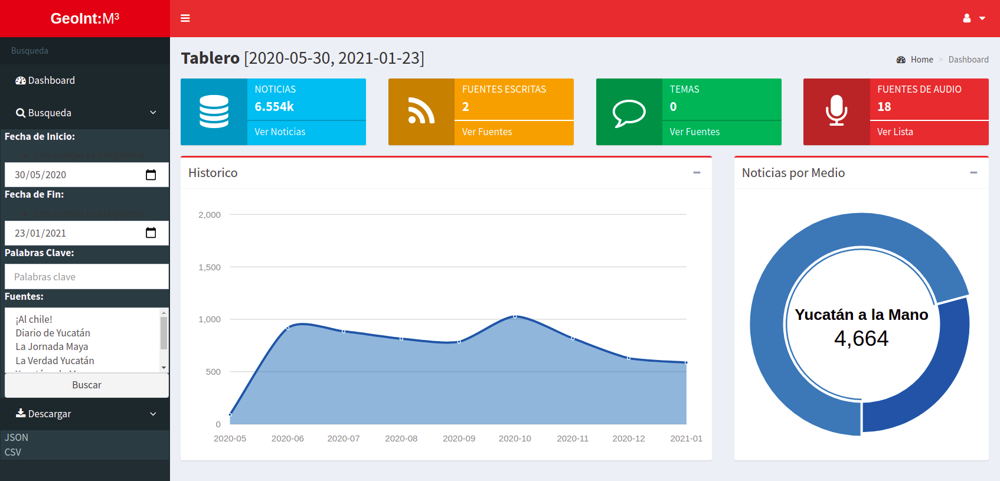 GeoInt:M³
Busqueda
Dashboard
Busqueda
Fecha de Inicio:
Este campo es obligatorio.
30/05/2020
Fecha de Fin:
Este campo es obligatorio.
23/01/2021
Palabras Clave:
Palabras clave
Fuentes:
¡Al chile!
Diario de Yucatán
La Jornada Maya
La Verdad Yucatán
Buscar
Descargar
JSON
CSV
Tablero [2020-05-30, 2021-01-23]
Home > Dashboard
NOTICIAS
6.554k
Ver Noticias
FUENTES ESCRITAS
2
Ver Fuentes
TEMAS
0
Ver Fuentes
FUENTES DE AUDIO
18
Ver Lista
Historico
2,000
1,500
1,000
500
0
2020-05 2020-06 2020-07 2020-08 2020-09 2020-10 2020-11 2020-12 2021-01
Noticias por Medio
Yucatán a la Mano
4,664